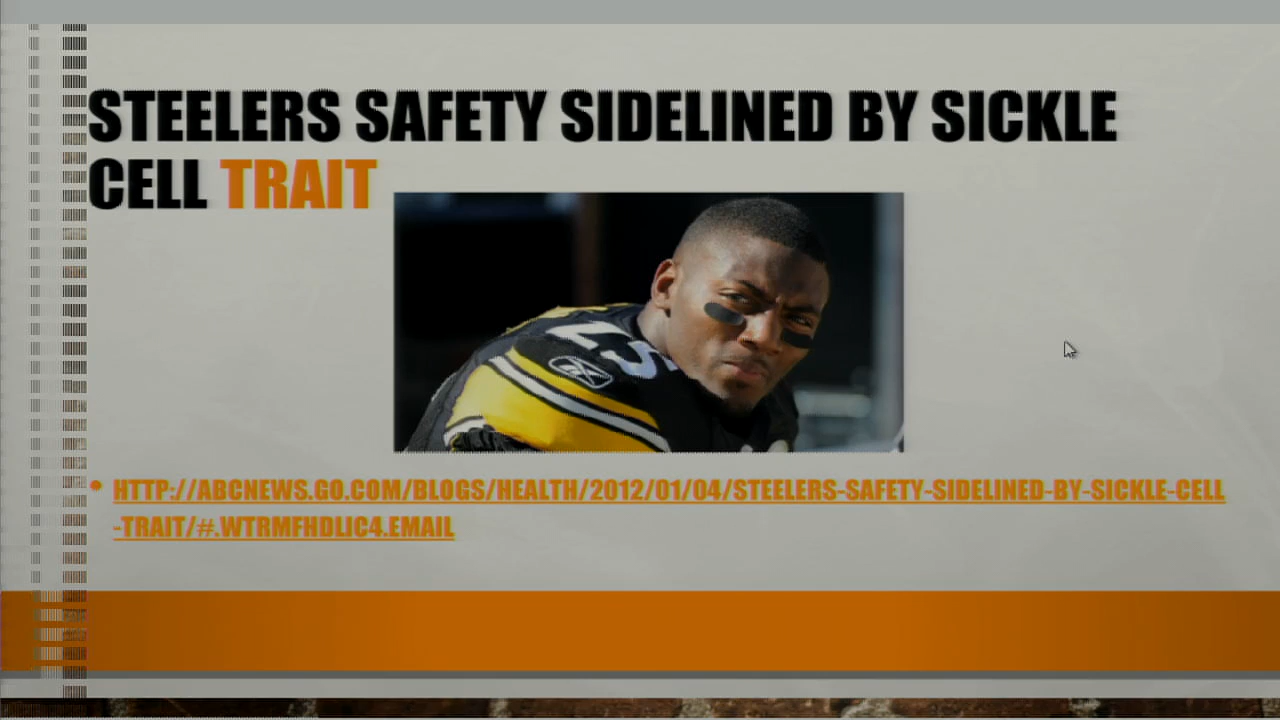 STEELERS SAFETY SIDELINED BY SICKLE
CELL TRAIT
25
• HTTP://ABCNEWS.GO.COM/BLOGS/HEALTH/2012/01/04/STEELERS-SAFETY-SIDELINED-BY-SICKLE-CELL
-TRAIT/#.WTRMFHDLIC4.EMAIL